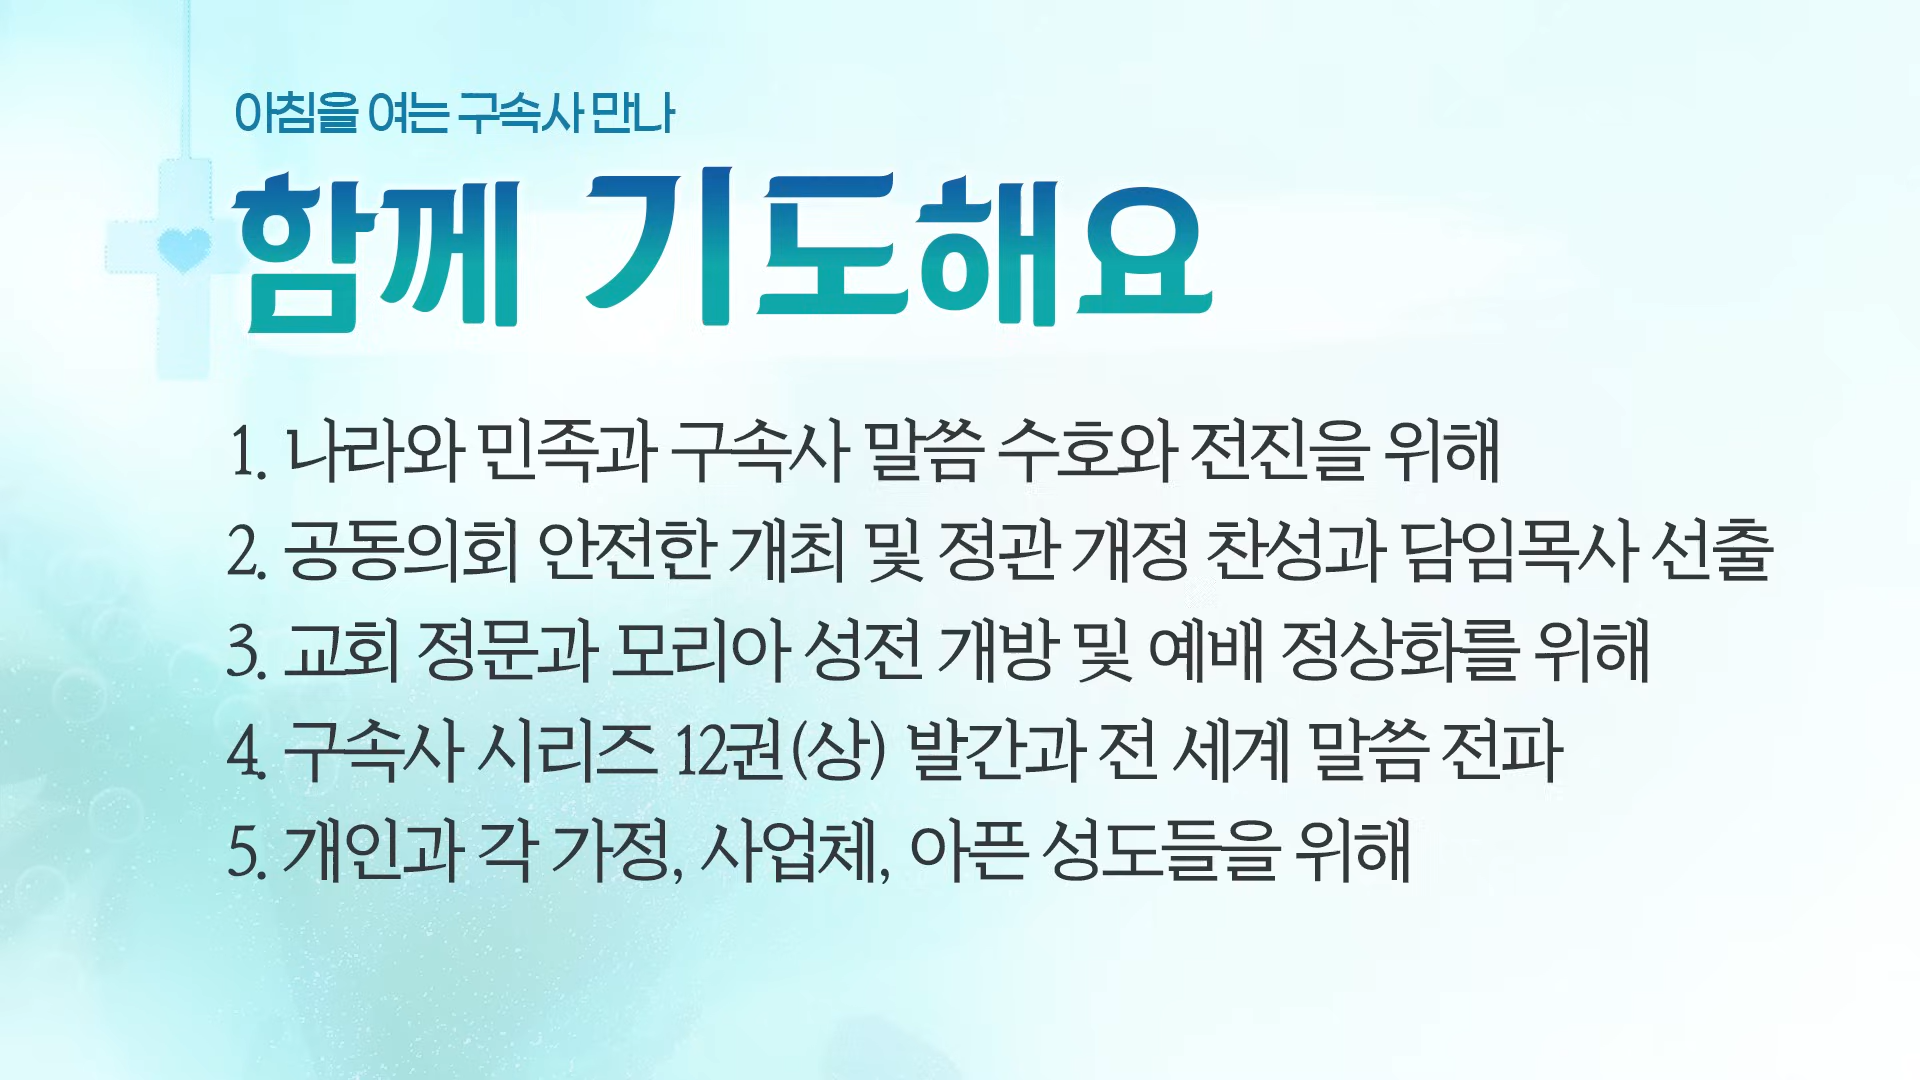 아침을 여는 구속사 만나
함께 기도해요
1. 나라와 민족과 구속사 말씀 수호와 전진을 위해
2. 공동의회 안전한 개최 및 정관 개정 찬성과 담임목사 선출
3. 교회 정문과 모리아 성전 개방 및 예배 정상화를 위해
4. 구속사 시리즈 12권(상) 발간과 전 세계 말씀 전파
5. 개인과 각 가정, 사업체, 아픈 성도들을 위해